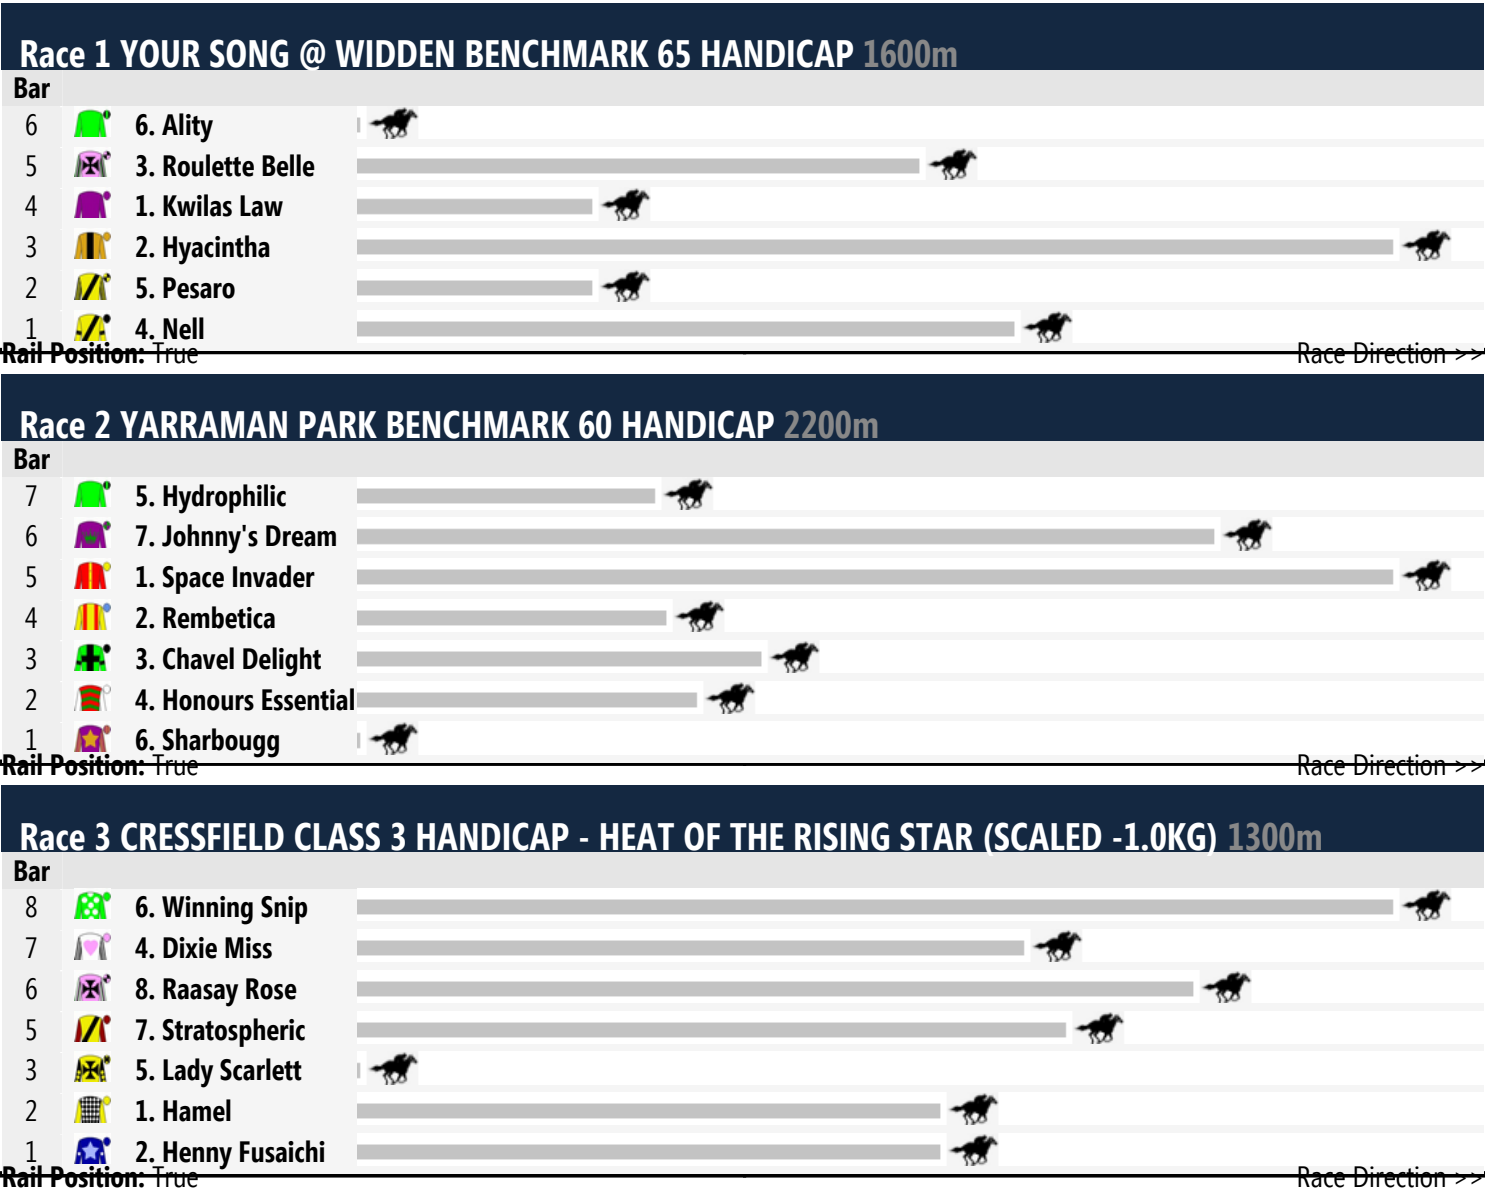 Race 1 YOUR SONG @ WIDDEN BENCHMARK 65 HANDICAP 1600m
Bar
6 6. Ality
5 3. Roulette Belle
4 1. Kwilas Law
3 2. Hyacintha
2 5. Pesaro
1 4. Nell
Rail Position: True Race Direction >>
Race 2 YARRAMAN PARK BENCHMARK 60 HANDICAP 2200m
Bar
7 5. Hydrophilic
6 7. Johnny's Dream
5 1. Space Invader
4 2. Rembetica
3 3. Chavel Delight
2 4. Honours Essential
1 6. Sharbougg
Rail Position: True Race Direction >>
Race 3 CRESSFIELD CLASS 3 HANDICAP - HEAT OF THE RISING STAR (SCALED -1.0KG) 1300m
Bar
8 6. Winning Snip
7 4. Dixie Miss
6 8. Raasay Rose
5 7. Stratospheric
3 5. Lady Scarlett
2 1. Hamel
1 2. Henny Fusaichi
Rail Position: True Race Direction >>